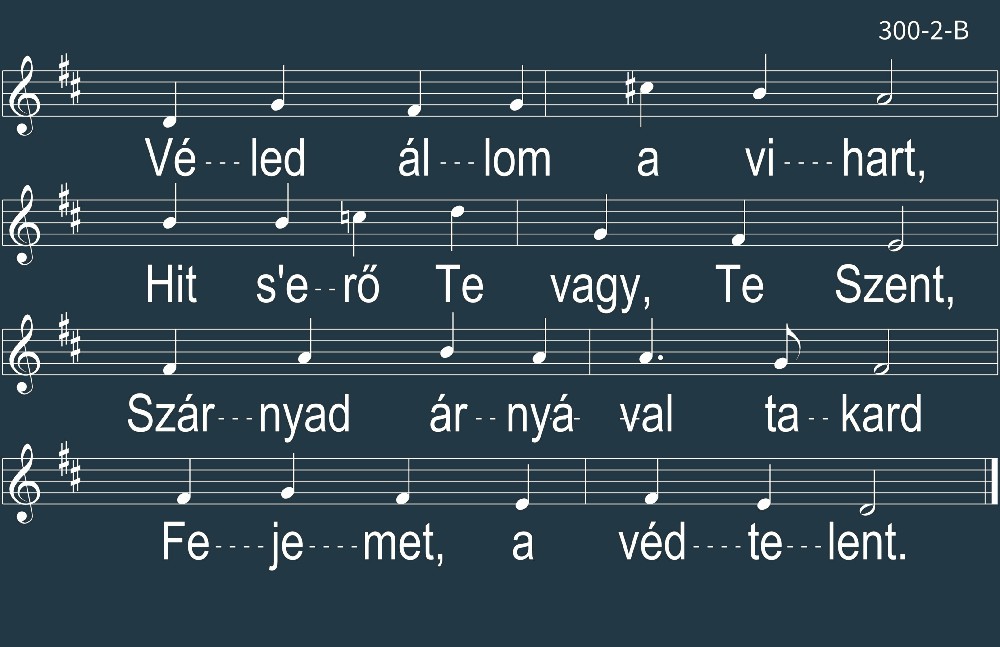 300-2-B
Vé---led ál---lom a vi----hart,
Hit s'e--rő Te vagy, Te Szent,
Szár---nyad ár--nyá- -val ta--kard
Fe----je----met, a véd----te---lent.